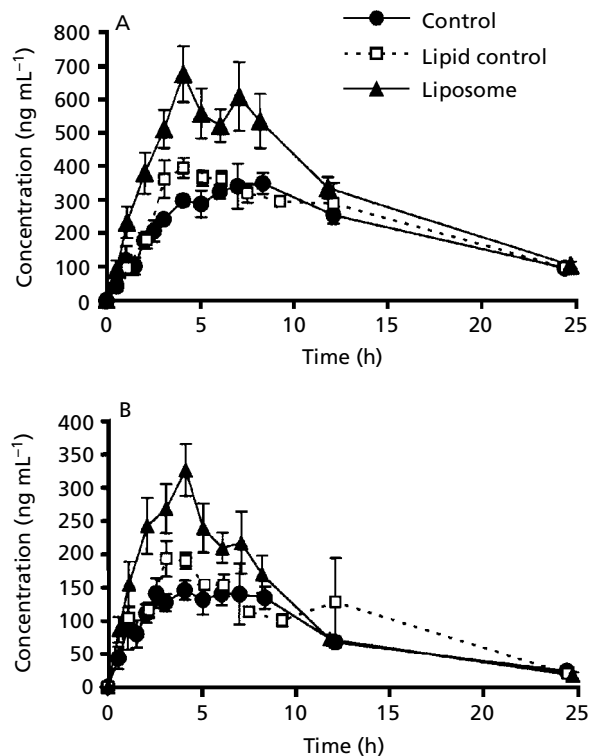 A
Control
Lipid control
Liposome
Concentration (ng mL⁻¹)
800
700
600
500
400
300
200
100
0
0 5 10 15 20 25
Time (h)
B
Concentration (ng mL⁻¹)
400
350
300
250
200
150
100
50
0
0 5 10 15 20 25
Time (h)